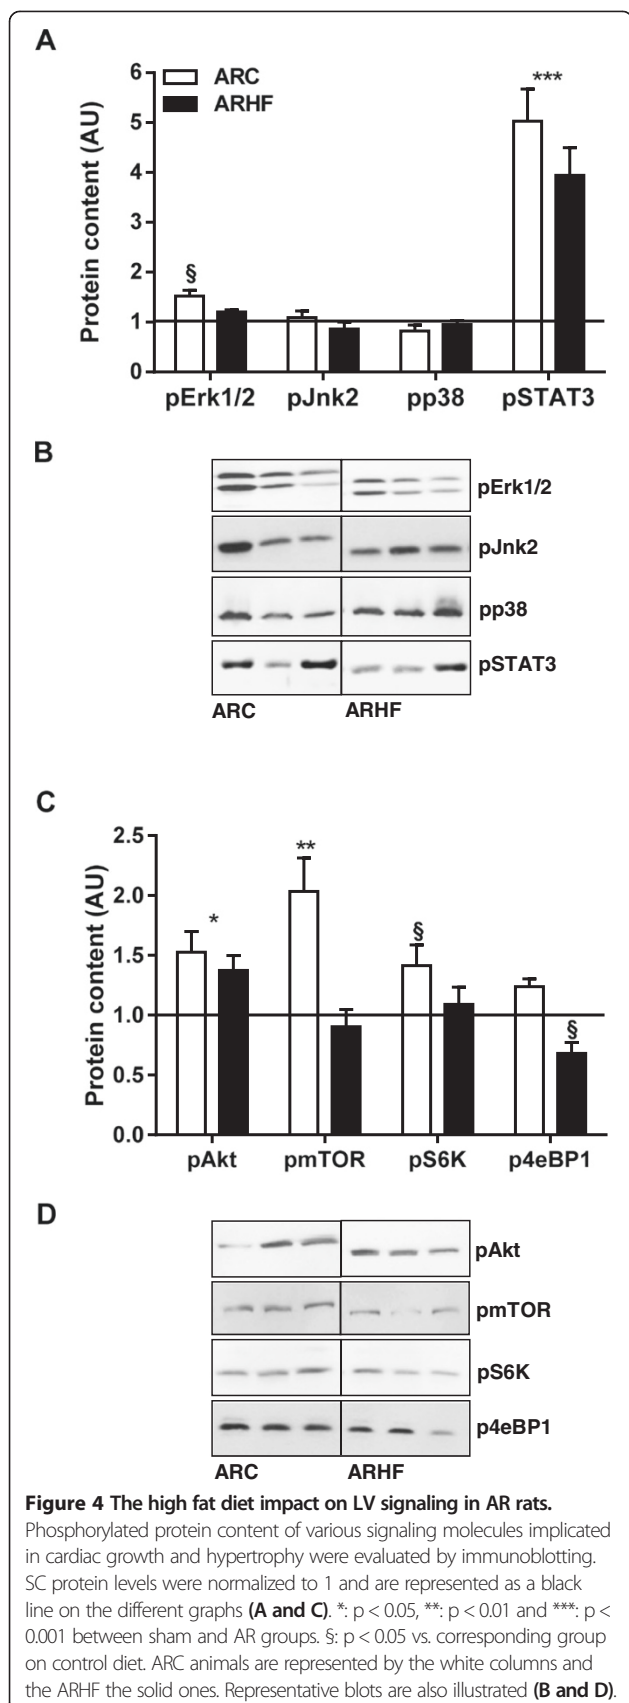 A
ARC
ARHF
Protein content (AU)
6
5
4
3
2
1
0
§
***
pErk1/2 pJnk2 pp38 pSTAT3
B
pErk1/2
pJnk2
pp38
pSTAT3
ARC ARHF
C
Protein content (AU)
2.5
2.0
1.5
1.0
0.5
0.0
*
**
§
§
pAkt pmTOR pS6K p4eBP1
D
pAkt
pmTOR
pS6K
p4eBP1
ARC ARHF
Figure 4 The high fat diet impact on LV signaling in AR rats.
Phosphorylated protein content of various signaling molecules implicated
in cardiac growth and hypertrophy were evaluated by immunoblotting.
SC protein levels were normalized to 1 and are represented as a black
line on the different graphs (A and C). *: p < 0.05, **: p < 0.01 and ***: p <
0.001 between sham and AR groups. §: p < 0.05 vs. corresponding group
on control diet. ARC animals are represented by the white columns and
the ARHF the solid ones. Representative blots are also illustrated (B and D).